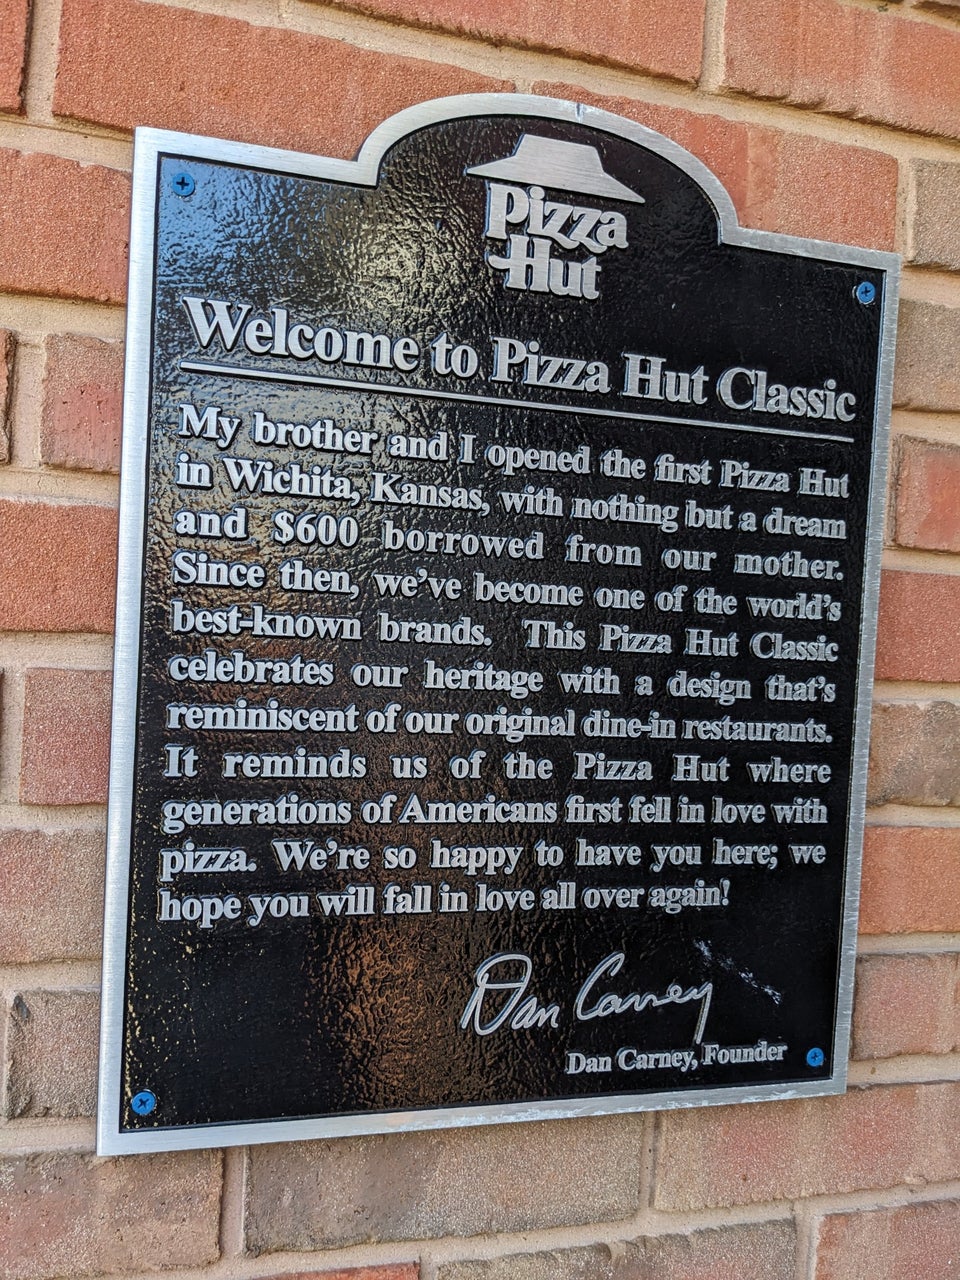 Pizza
Hut
Welcome to Pizza Hut Classic
My brother and I opened the first Pizza Hut
in Wichita, Kansas, with nothing but a dream
and $600 borrowed from our mother.
Since then, we've become one of the world's
best-known brands. This Pizza Hut Classic
celebrates our heritage with a design that's
reminiscent of our original dine-in restaurants.
It reminds us of the Pizza Hut where
generations of Americans first fell in love with
pizza. We're so happy to have you here; we
hope you will fall in love all over again!
Dan Carney
Dan Carney, Founder